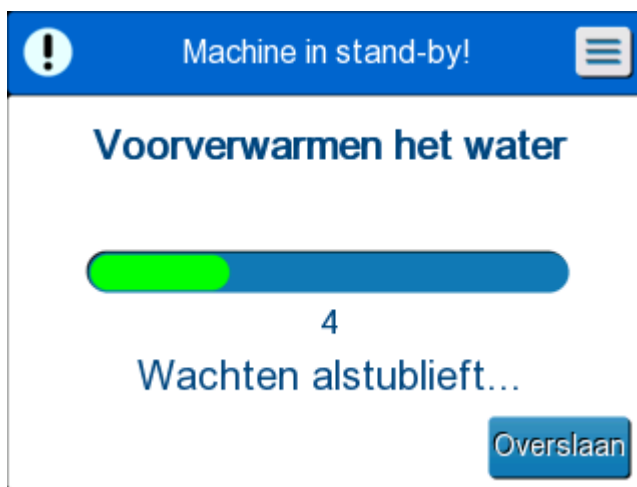 Machine in stand-by!
Voorverwarmen het water
4
Wachten alstublieft...
Overslaan